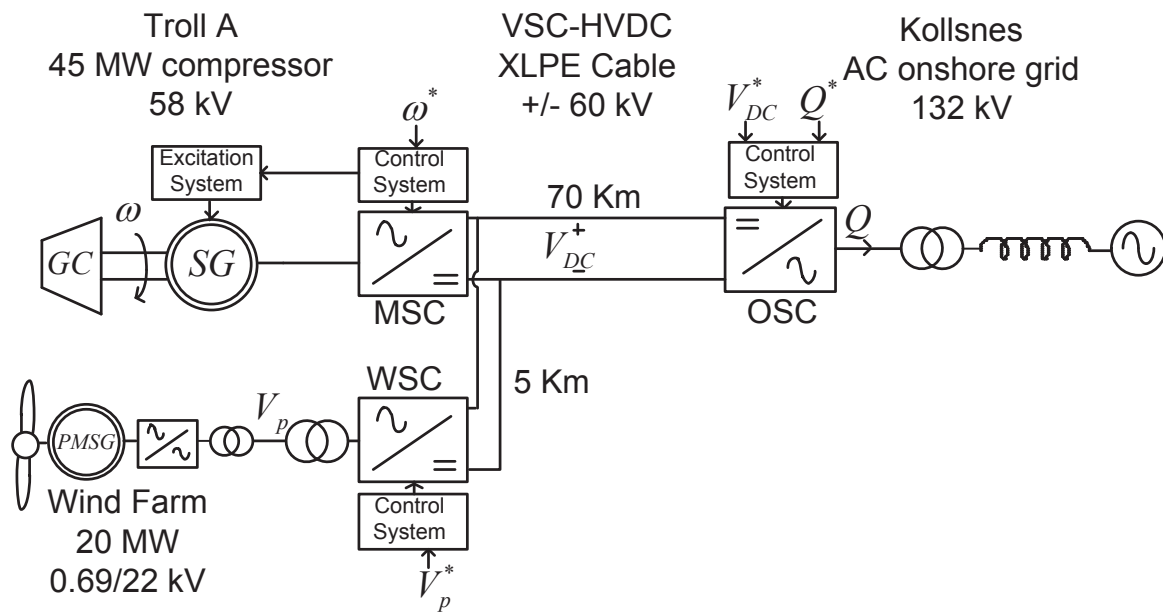 Troll A
45 MW compressor
58 kV
VSC-HVDC
XLPE Cable
+/- 60 kV
Kollsnes
AC onshore grid
132 kV
ω*
V*DC
Q*
Excitation
System
Control
System
Control
System
70 Km
ω
GC
SG
+
VDC
-
=
=
Q
MSC
OSC
WSC
5 Km
Vp
PMSG
=
Wind Farm
20 MW
0.69/22 kV
Control
System
V*p